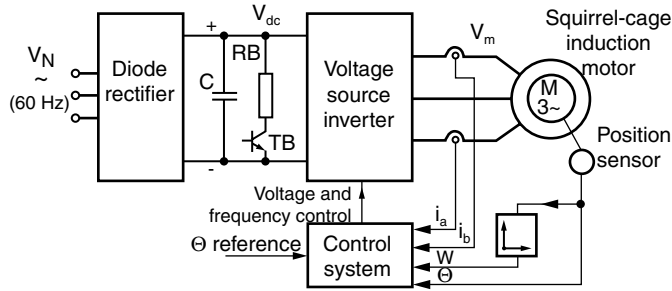 Squirrel-cage
induction
motor
V_dc
V_m
+
RB
V_N
~
(60 Hz)
Diode
rectifier
C
Voltage
source
inverter
M
3~
TB
Position
sensor
-
Voltage and
frequency control
i_a
i_b
Θ reference
Control
system
W
Θ